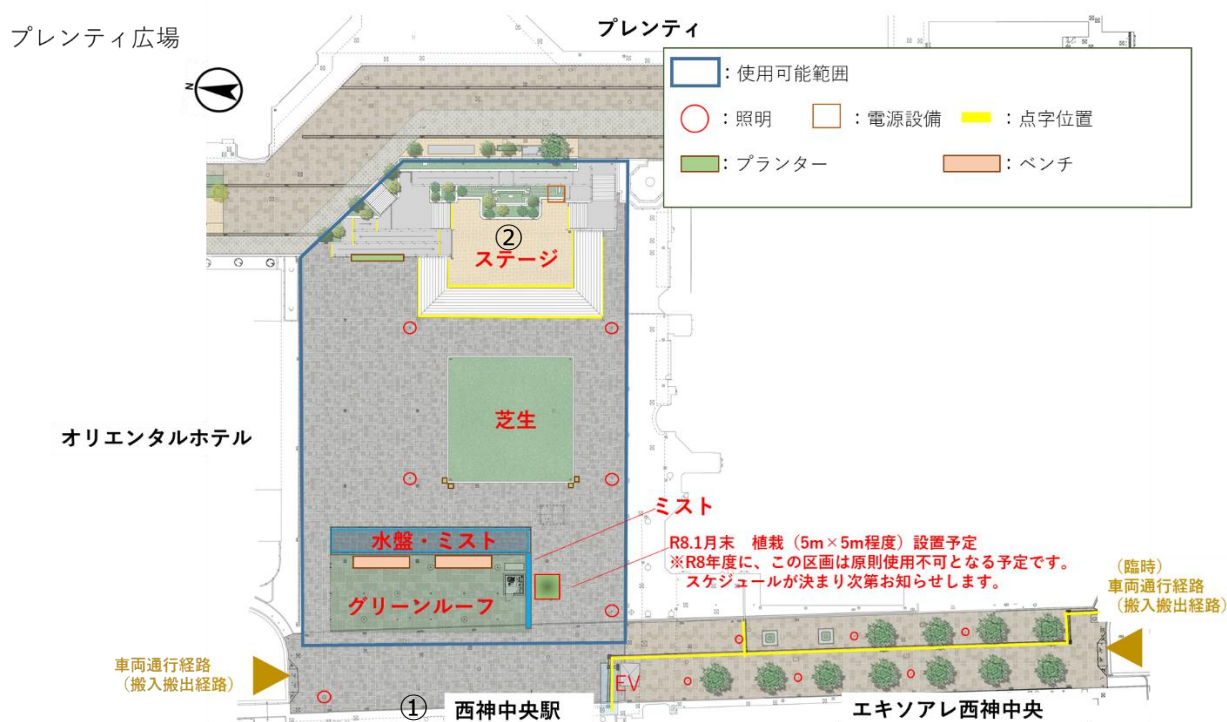 プレンティ広場
プレンティ
N
：使用可能範囲
：照明
：電源設備
：点字位置
：プランター
：ベンチ
②
ステージ
芝生
オリエンタルホテル
ミスト
水盤・ミスト
R8.1月末　植栽（5m×5m程度）設置予定
※R8年度に、この区画は原則使用不可となる予定です。
スケジュールが決まり次第お知らせします。
グリーンルーフ
（臨時）
車両通行経路
（搬入搬出経路）
車両通行経路
（搬入搬出経路）
EV
①
西神中央駅
エキソアレ西神中央